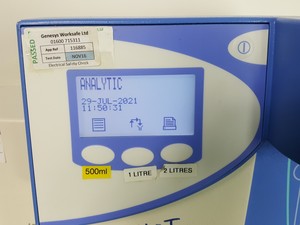 Genesys Worksafe Ltd
01600 715311
PASSED
App Ref 116885
Test Date NOV16
Electrical Safety Check
ANALYTIC
29-JUL-2021
11:50:31
500ml
1 LITRE
2 LITRES